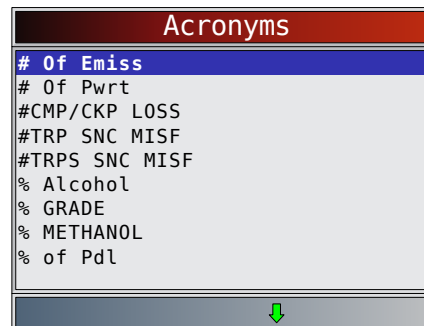 Acronyms
# Of Emiss
# Of Pwrt
#CMP/CKP LOSS
#TRP SNC MISF
#TRPS SNC MISF
% Alcohol
% GRADE
% METHANOL
% of Pdl